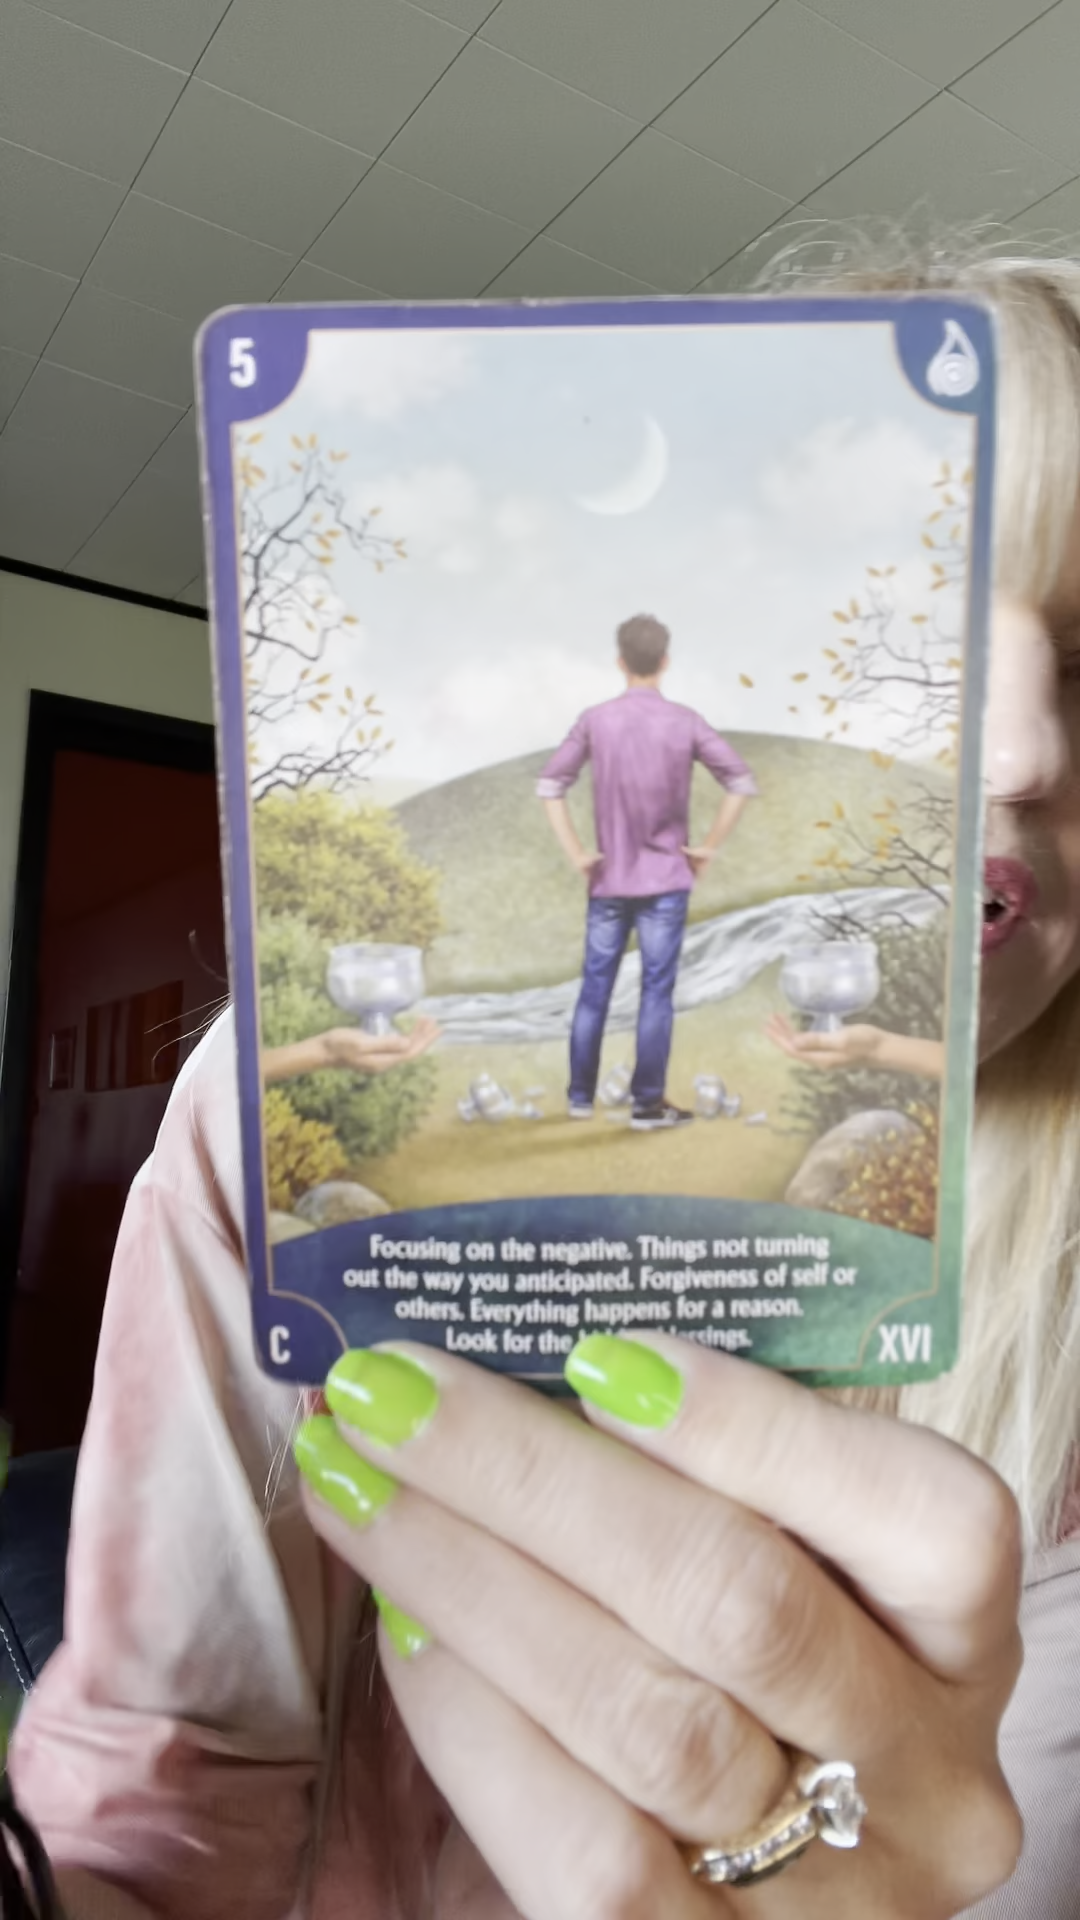 5
Focusing on the negative. Things not turning
out the way you anticipated. Forgiveness of self or
others. Everything happens for a reason.
Look for the
C
XVI